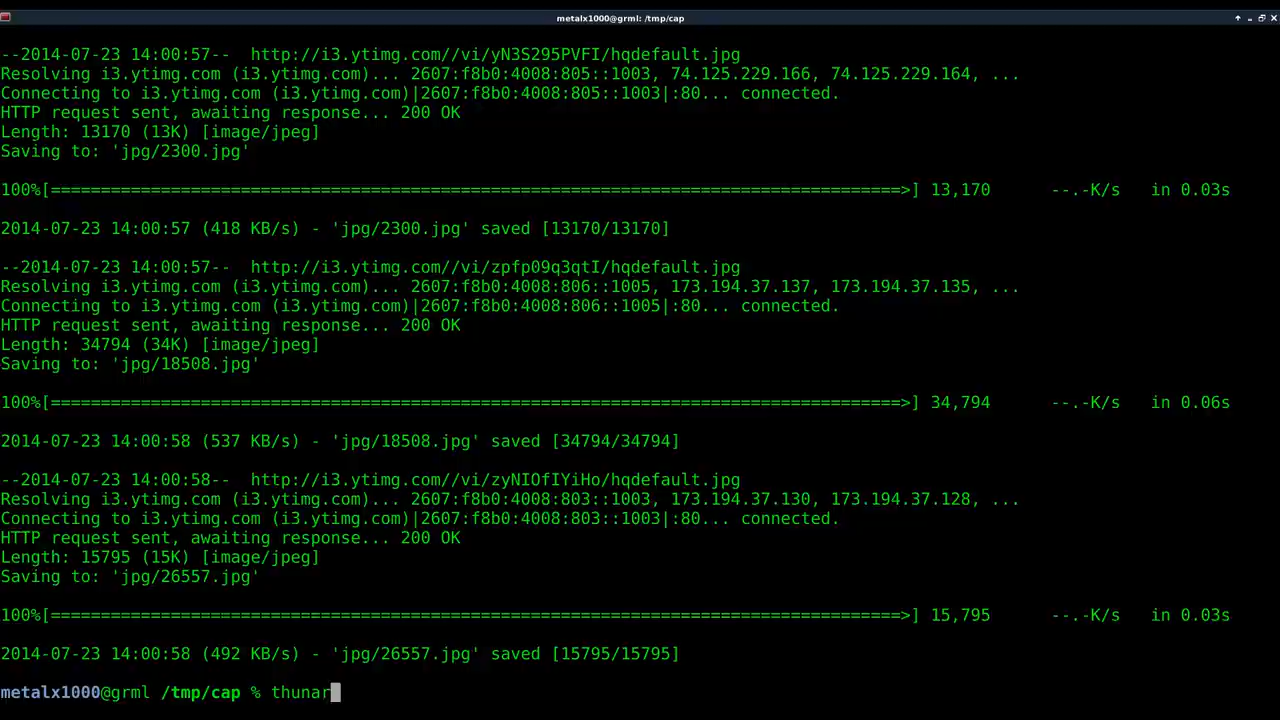 metalx1000@grml: /tmp/cap
--2014-07-23 14:00:57-- http://i3.ytimg.com//vi/yN3S295PVFI/hqdefault.jpg
Resolving i3.ytimg.com (i3.ytimg.com)... 2607:f8b0:4008:805::1003, 74.125.229.166, 74.125.229.164, ...
Connecting to i3.ytimg.com (i3.ytimg.com)|2607:f8b0:4008:805::1003|:80... connected.
HTTP request sent, awaiting response... 200 OK
Length: 13170 (13K) [image/jpeg]
Saving to: 'jpg/2300.jpg'
100%[=====================================================================================>] 13,170      --.-K/s   in 0.03s
2014-07-23 14:00:57 (418 KB/s) - 'jpg/2300.jpg' saved [13170/13170]
--2014-07-23 14:00:57-- http://i3.ytimg.com//vi/zpfp09q3qtI/hqdefault.jpg
Resolving i3.ytimg.com (i3.ytimg.com)... 2607:f8b0:4008:806::1005, 173.194.37.137, 173.194.37.135, ...
Connecting to i3.ytimg.com (i3.ytimg.com)|2607:f8b0:4008:806::1005|:80... connected.
HTTP request sent, awaiting response... 200 OK
Length: 34794 (34K) [image/jpeg]
Saving to: 'jpg/18508.jpg'
100%[=====================================================================================>] 34,794      --.-K/s   in 0.06s
2014-07-23 14:00:58 (537 KB/s) - 'jpg/18508.jpg' saved [34794/34794]
--2014-07-23 14:00:58-- http://i3.ytimg.com//vi/zyNIOfIYiHo/hqdefault.jpg
Resolving i3.ytimg.com (i3.ytimg.com)... 2607:f8b0:4008:803::1003, 173.194.37.130, 173.194.37.128, ...
Connecting to i3.ytimg.com (i3.ytimg.com)|2607:f8b0:4008:803::1003|:80... connected.
HTTP request sent, awaiting response... 200 OK
Length: 15795 (15K) [image/jpeg]
Saving to: 'jpg/26557.jpg'
100%[=====================================================================================>] 15,795      --.-K/s   in 0.03s
2014-07-23 14:00:58 (492 KB/s) - 'jpg/26557.jpg' saved [15795/15795]
metalx1000@grml /tmp/cap % thunar